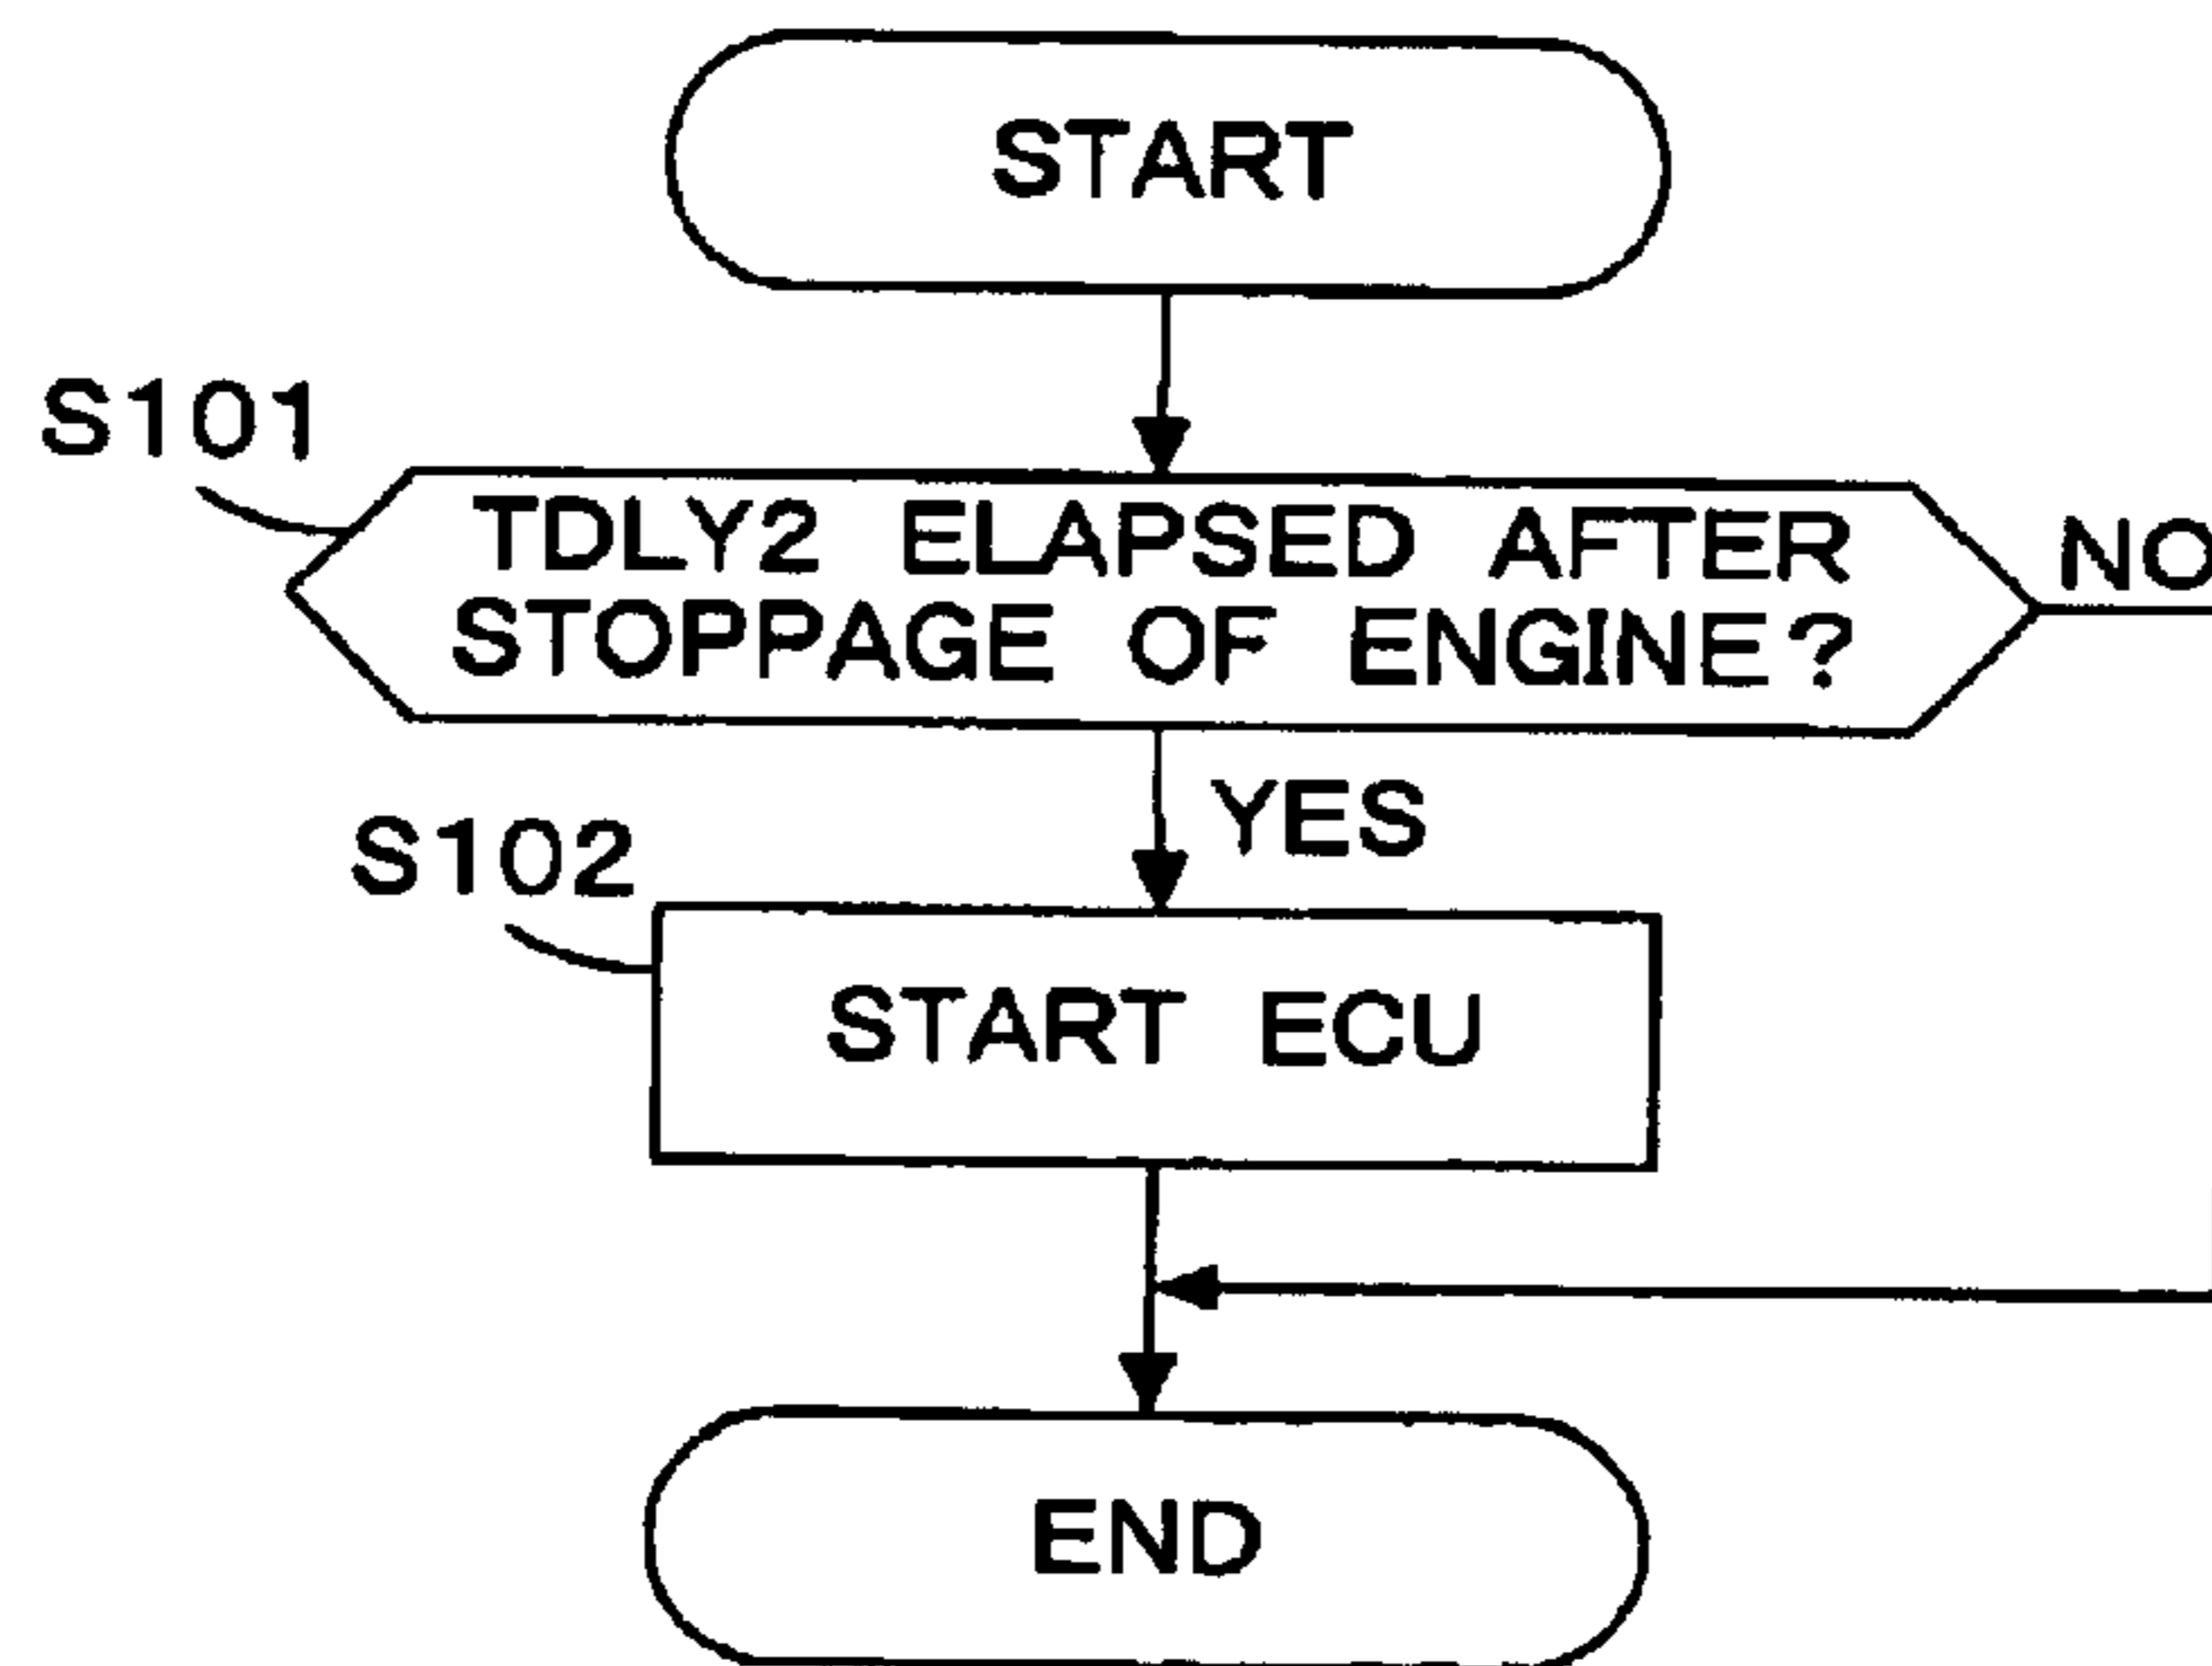 START
S101
TDLY2 ELAPSED AFTER
STOPPAGE OF ENGINE?
NO
YES
S102
START ECU
END